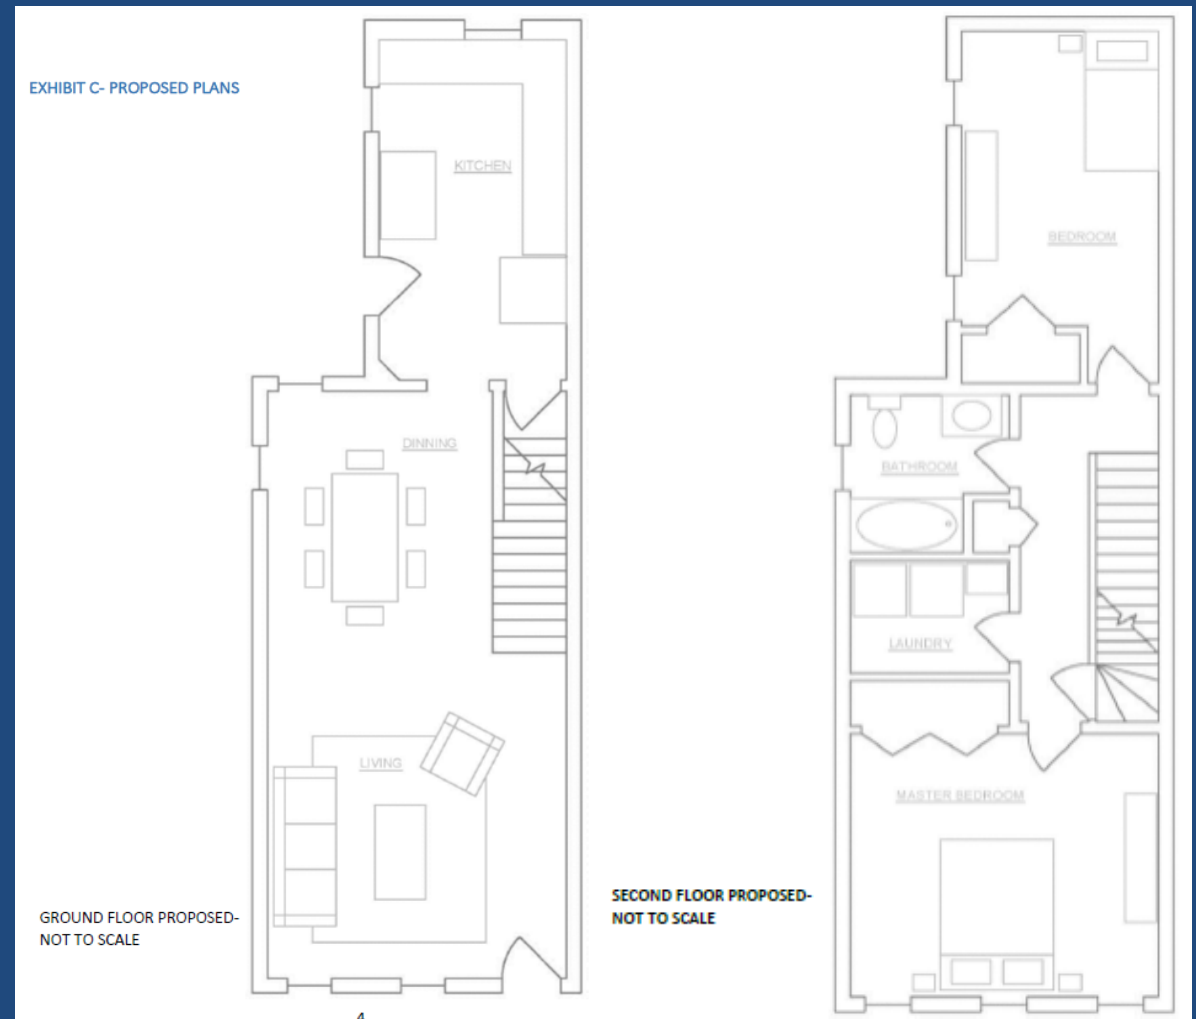 EXHIBIT C- PROPOSED PLANS
KITCHEN
DINNING
LIVING
GROUND FLOOR PROPOSED-
NOT TO SCALE
BEDROOM
BATHROOM
LAUNDRY
MASTER BEDROOM
SECOND FLOOR PROPOSED-
NOT TO SCALE
4